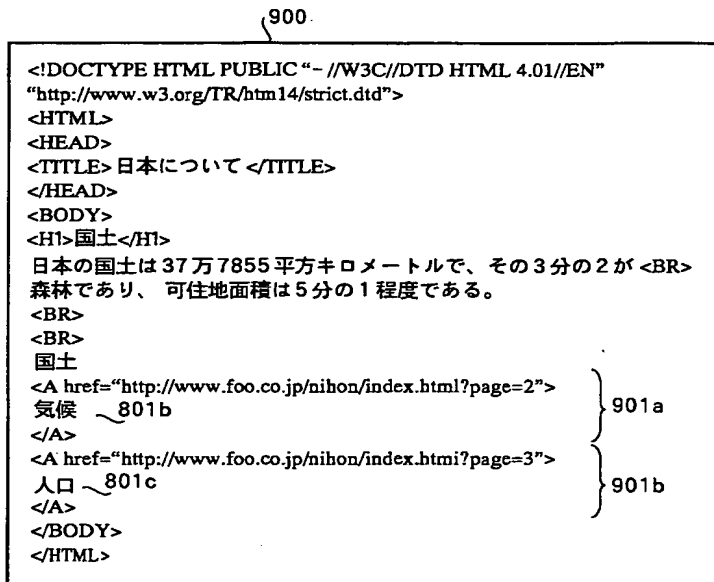 900
<!DOCTYPE HTML PUBLIC “- //W3C//DTD HTML 4.01//EN”
“http://www.w3.org/TR/htm14/strict.dtd”>
<HTML>
<HEAD>
<TITLE>日本について</TITLE>
</HEAD>
<BODY>
<H1>国土</H1>
日本の国土は37万7855平方キロメートルで、その3分の2が<BR>
森林であり、 可住地面積は5分の1程度である。
<BR>
<BR>
国土
<A href=“http://www.foo.co.jp/nihon/index.html?page=2”>
気候 801b
</A>
901a
<A href=“http://www.foo.co.jp/nihon/index.htmi?page=3”>
人口 801c
</A>
901b
</BODY>
</HTML>